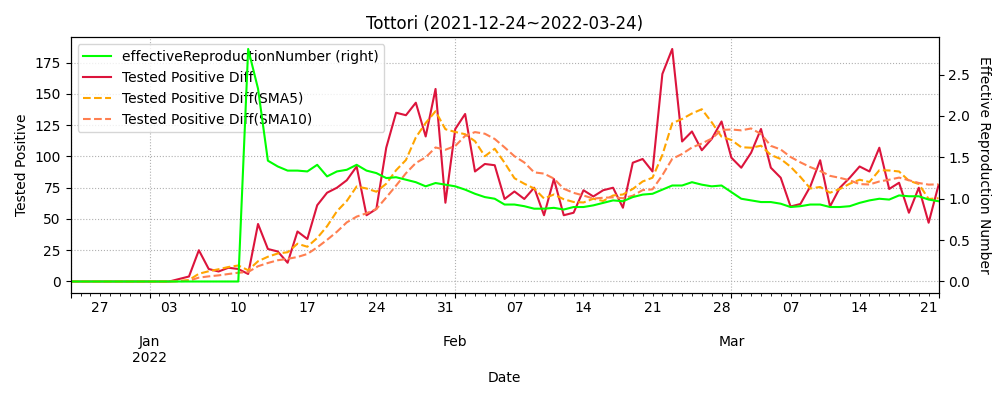 Tottori (2021-12-24~2022-03-24)
effectiveReproductionNumber (right)
Tested Positive Diff
Tested Positive Diff(SMA5)
Tested Positive Diff(SMA10)
Tested Positive
175
150
125
100
75
50
25
0
Effective Reproduction Number
2.5
2.0
1.5
1.0
0.5
0.0
27 03 10 17 24 31 07 14 21 28 07 14 21
Jan Feb Mar
2022
Date